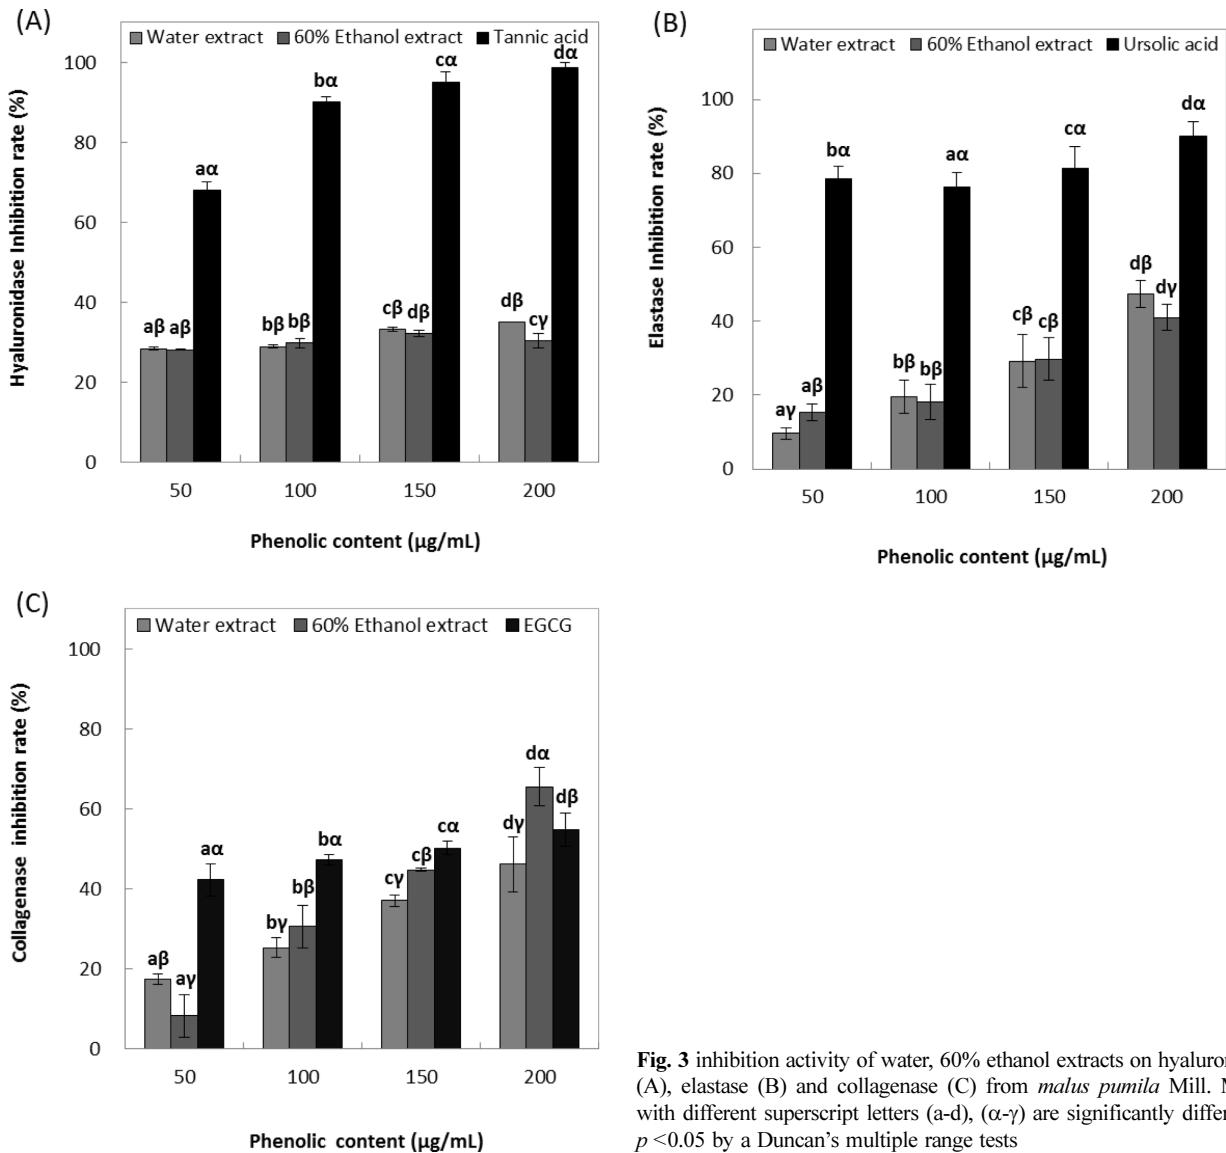 (A)
Water extract 60% Ethanol extract Tannic acid
Hyaluronidase Inhibition rate (%)
100
80
60
40
20
0
aβ aβ aα
bβ bβ bα
cβ dβ cα
dβ cγ dα
50 100 150 200
Phenolic content (µg/mL)
(B)
Water extract 60% Ethanol extract Ursolic acid
Elastase Inhibition rate (%)
100
80
60
40
20
0
aγ aβ bα
bβ bβ aα
cβ cβ cα
dβ dγ dα
50 100 150 200
Phenolic content (µg/mL)
(C)
Water extract 60% Ethanol extract EGCG
Collagenase inhibition rate (%)
100
80
60
40
20
0
aβ aγ aα
bγ bβ bα
cγ cβ cα
dγ dα dβ
50 100 150 200
Phenolic content (µg/mL)
Fig. 3 inhibition activity of water, 60% ethanol extracts on
(A), elastase (B) and collagenase (C) from malus pumila Mill.
with different superscript letters (a-d), (α-γ) are significantly
p <0.05 by a Duncan's multiple range tests